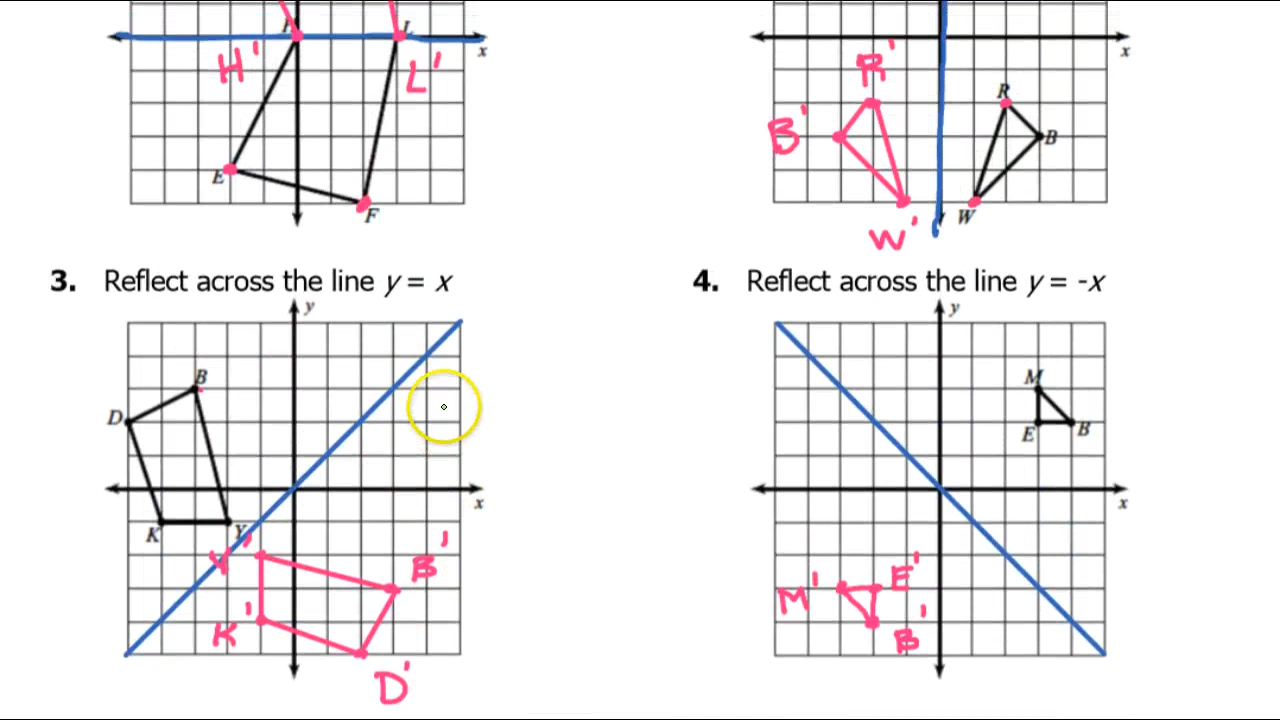 L
x
H'
L'
E
F
x
R'
B'
R
B
W'
W
3. Reflect across the line y = x
y
B
D
x
K
Y
Y'
B'
K'
D'
4. Reflect across the line y = -x
y
M
E
B
x
M'
E'
B'